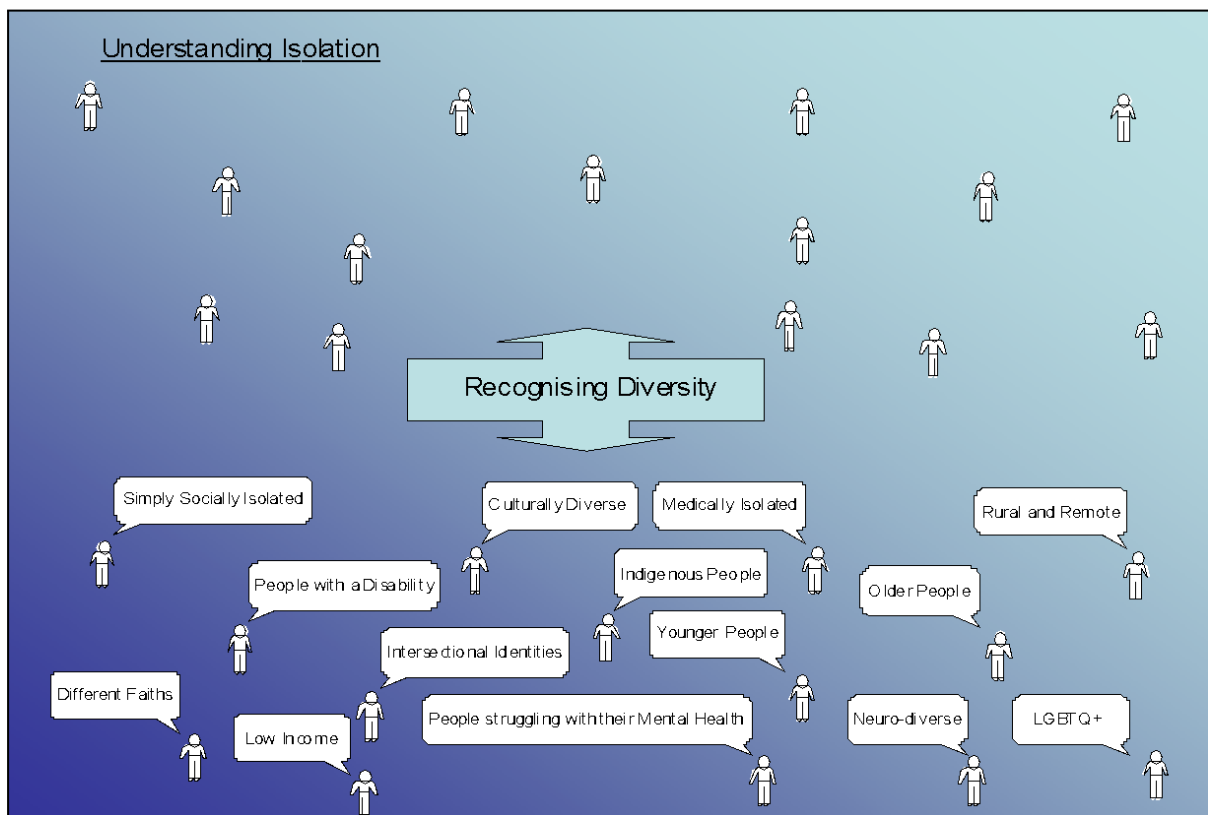 Understanding Isolation
Recognising Diversity
Simply Socially Isolated
Culturally Diverse
Medically Isolated
Rural and Remote
People with a Disability
Indigenous People
Older People
Younger People
Intersectional Identities
Different Faiths
Low Income
People struggling with their Mental Health
Neuro-diverse
LGBTQ+